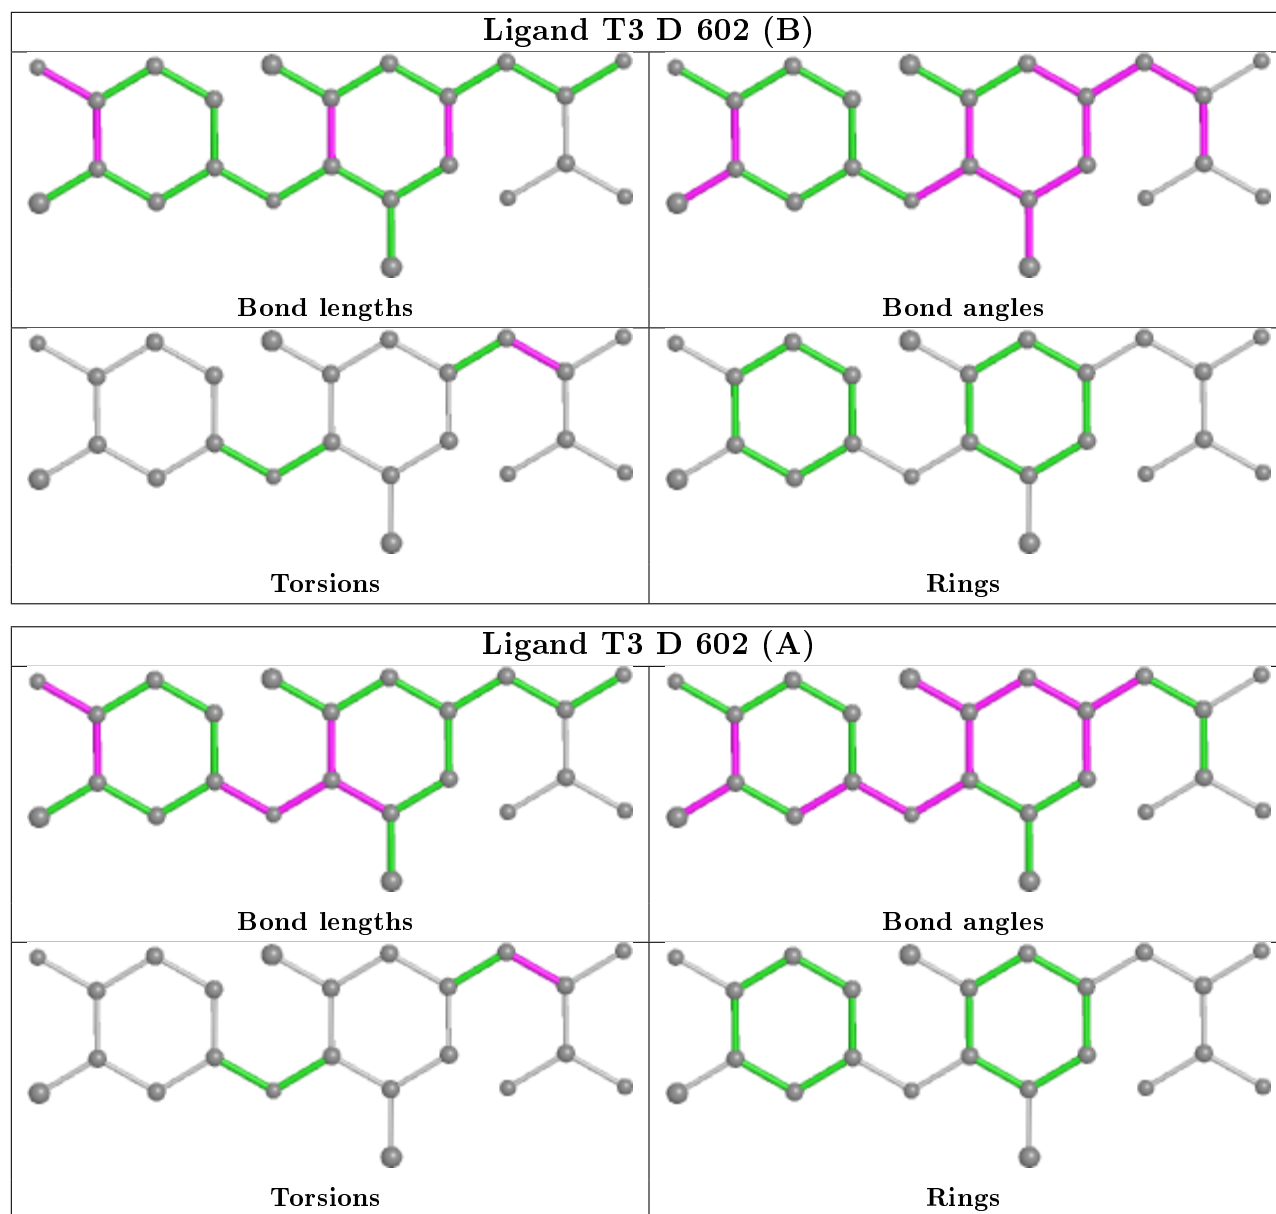 Ligand T3 D 602 (B)
Bond lengths
Bond angles
Torsions
Rings
Ligand T3 D 602 (A)
Bond lengths
Bond angles
Torsions
Rings